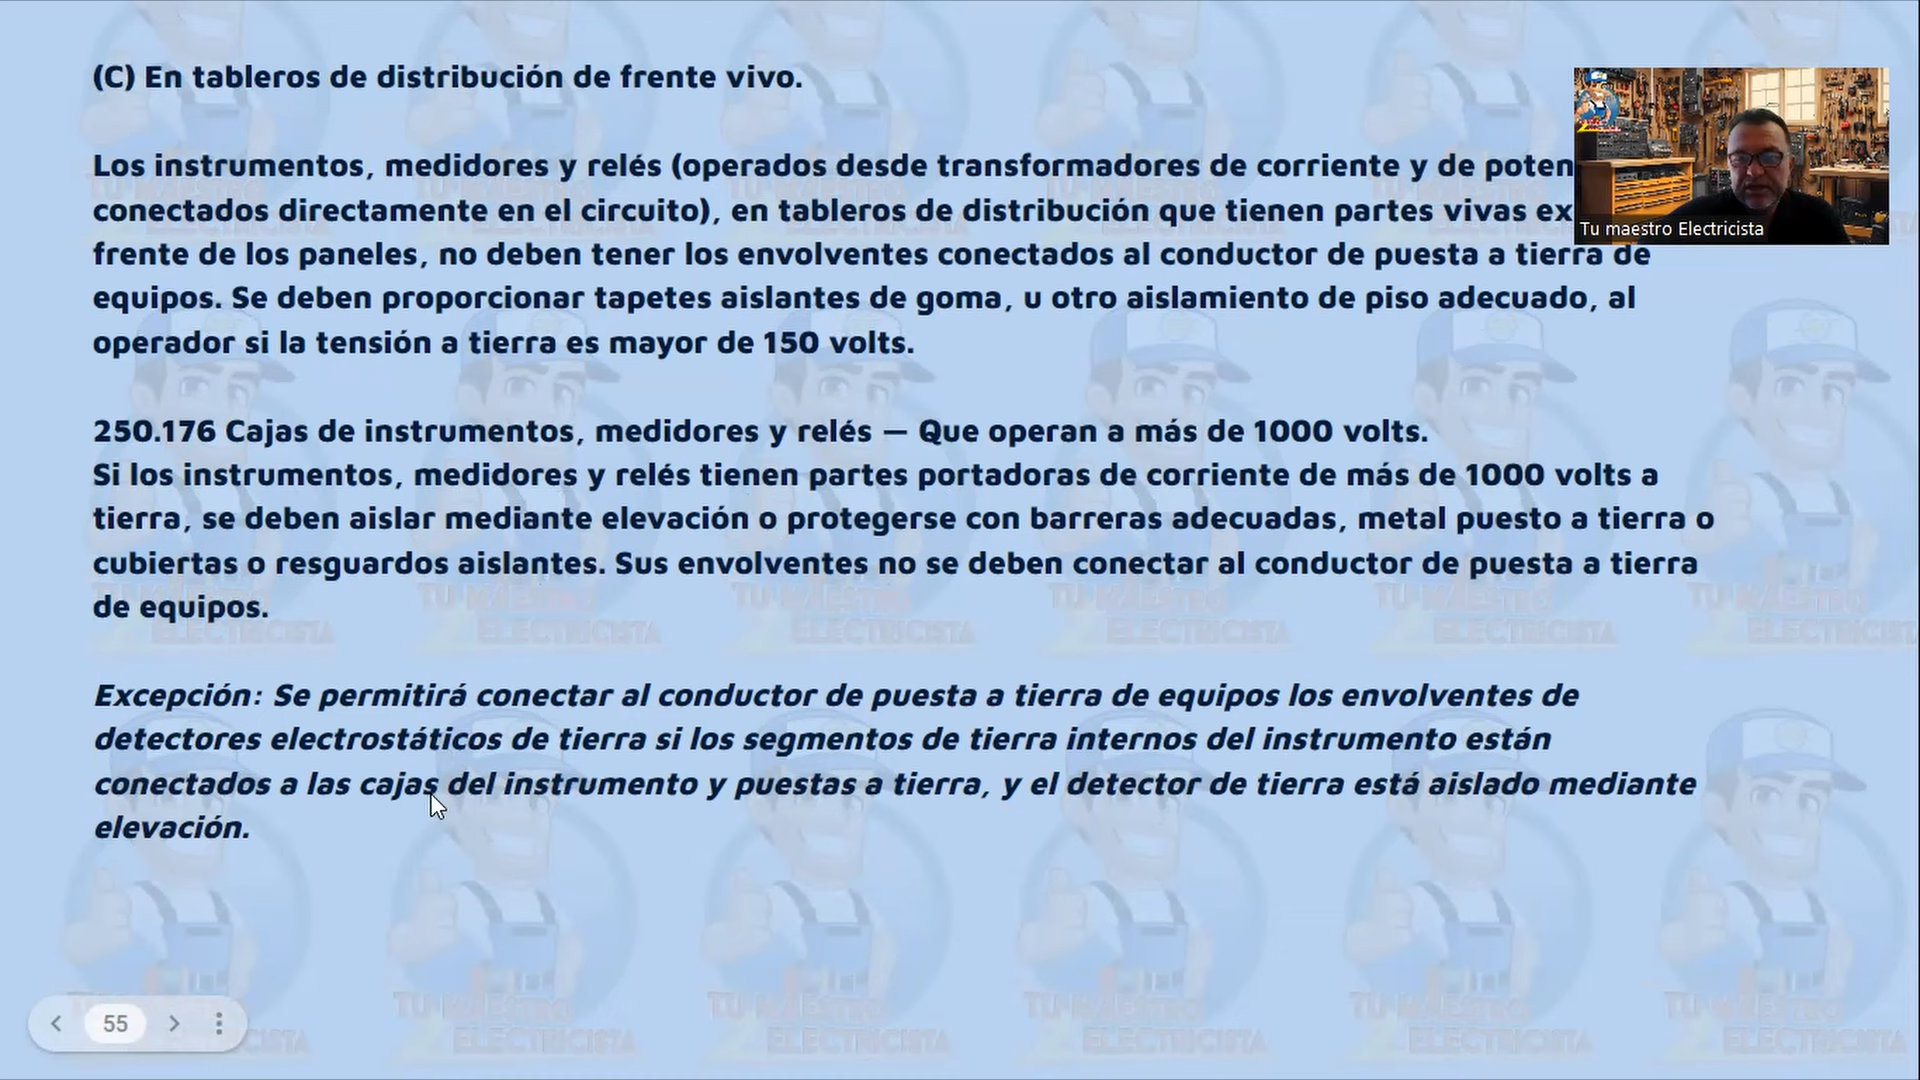 (C) En tableros de distribución de frente vivo.
Los instrumentos, medidores y relés (operados desde transformadores de corriente y de poten
conectados directamente en el circuito), en tableros de distribución que tienen partes vivas ex
frente de los paneles, no deben tener los envolventes conectados al conductor de puesta a tierra de
equipos. Se deben proporcionar tapetes aislantes de goma, u otro aislamiento de piso adecuado, al
operador si la tensión a tierra es mayor de 150 volts.
250.176 Cajas de instrumentos, medidores y relés — Que operan a más de 1000 volts.
Si los instrumentos, medidores y relés tienen partes portadoras de corriente de más de 1000 volts a
tierra, se deben aislar mediante elevación o protegerse con barreras adecuadas, metal puesto a tierra o
cubiertas o resguardos aislantes. Sus envolventes no se deben conectar al conductor de puesta a tierra
de equipos.
Excepción: Se permitirá conectar al conductor de puesta a tierra de equipos los envolventes de
detectores electrostáticos de tierra si los segmentos de tierra internos del instrumento están
conectados a las cajas del instrumento y puestas a tierra, y el detector de tierra está aislado mediante
elevación.
Tu maestro Electricista
55
TU MAESTRO
ELECTRICISTA